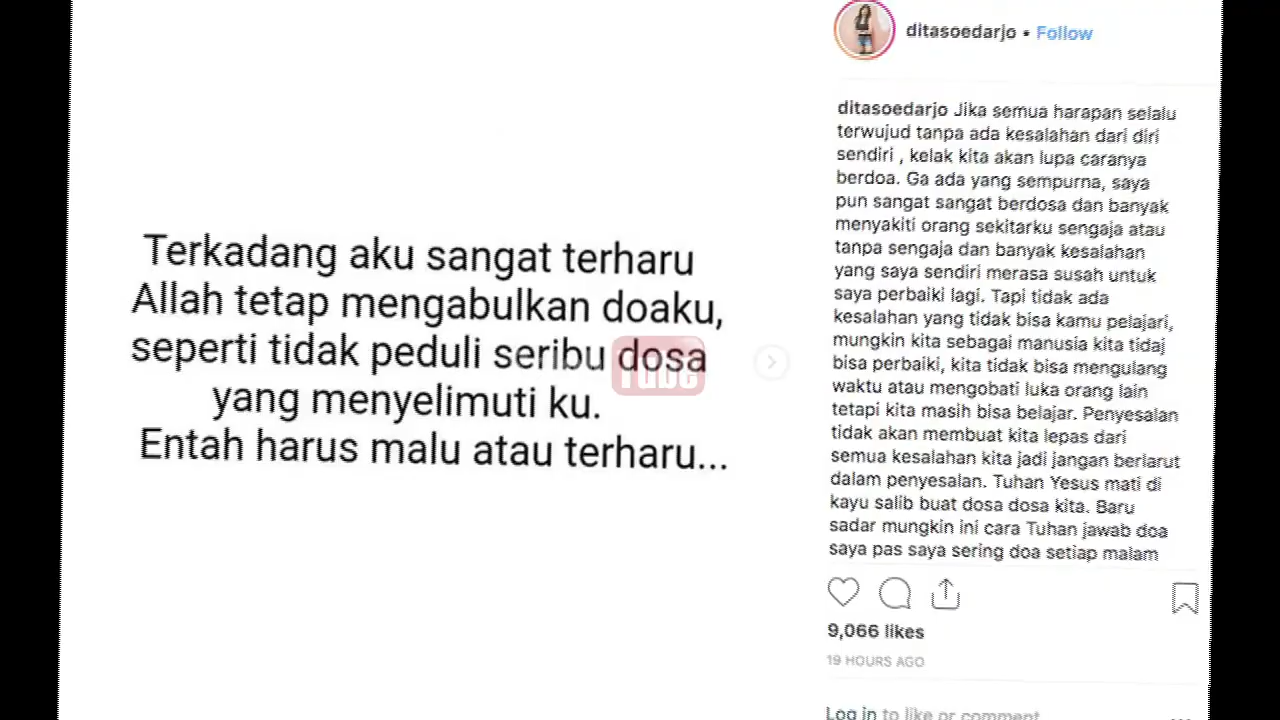 Terkadang aku sangat terharu
Allah tetap mengabulkan doaku,
seperti tidak peduli seribu dosa
yang menyelimuti ku.
Entah harus malu atau terharu...
Tube
ditasoedarjo • Follow
ditasoedarjo Jika semua harapan selalu
terwujud tanpa ada kesalahan dari diri
sendiri , kelak kita akan lupa caranya
berdoa. Ga ada yang sempurna, saya
pun sangat sangat berdosa dan banyak
menyakiti orang sekitarku sengaja atau
tanpa sengaja dan banyak kesalahan
yang saya sendiri merasa susah untuk
saya perbaiki lagi. Tapi tidak ada
kesalahan yang tidak bisa kamu pelajari,
mungkin kita sebagai manusia kita tidaj
bisa perbaiki, kita tidak bisa mengulang
waktu atau mengobati luka orang lain
tetapi kita masih bisa belajar. Penyesalan
tidak akan membuat kita lepas dari
semua kesalahan kita jadi jangan berlarut
dalam penyesalan. Tuhan Yesus mati di
kayu salib buat dosa dosa kita. Baru
sadar mungkin ini cara Tuhan jawab doa
saya pas saya sering doa setiap malam
9,066 likes
19 HOURS AGO
Log in to like or comment